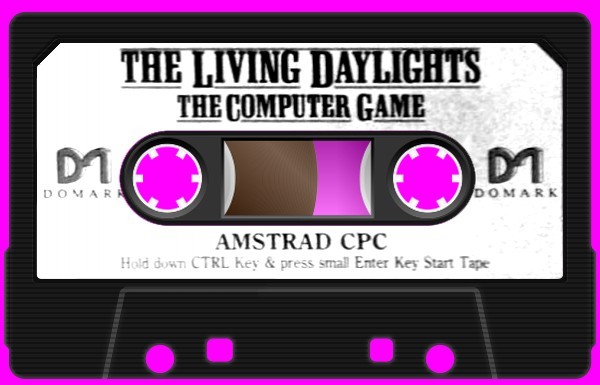 THE LIVING DAYLIGHTS
THE COMPUTER GAME
DOMARK
DOMARK
AMSTRAD CPC
Hold down CTRL Key & press small Enter Key Start Tape